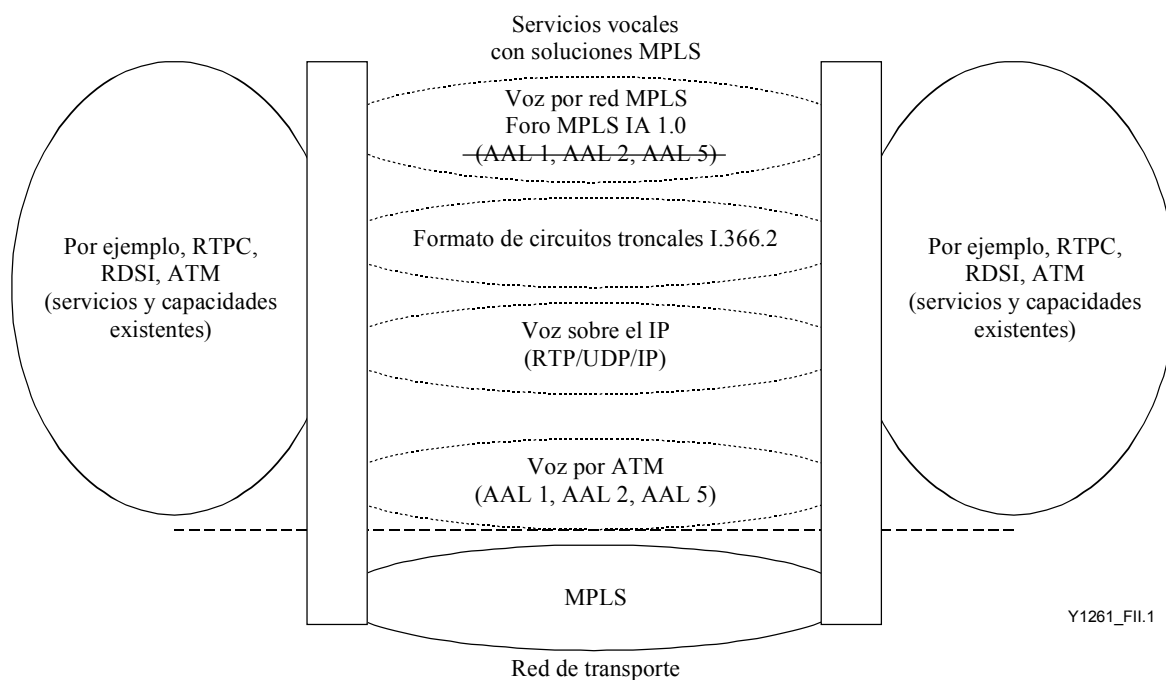 Servicios vocales
con soluciones MPLS
Voz por red MPLS
Foro MPLS IA 1.0
(AAL 1, AAL 2, AAL 5)
Formato de circuitos troncales I.366.2
Por ejemplo, RTPC,
RDSI, ATM
(servicios y capacidades
existentes)
Voz sobre el IP
(RTP/UDP/IP)
Por ejemplo, RTPC,
RDSI, ATM
(servicios y capacidades
existentes)
Voz por ATM
(AAL 1, AAL 2, AAL 5)
MPLS
Y1261_FII.1
Red de transporte